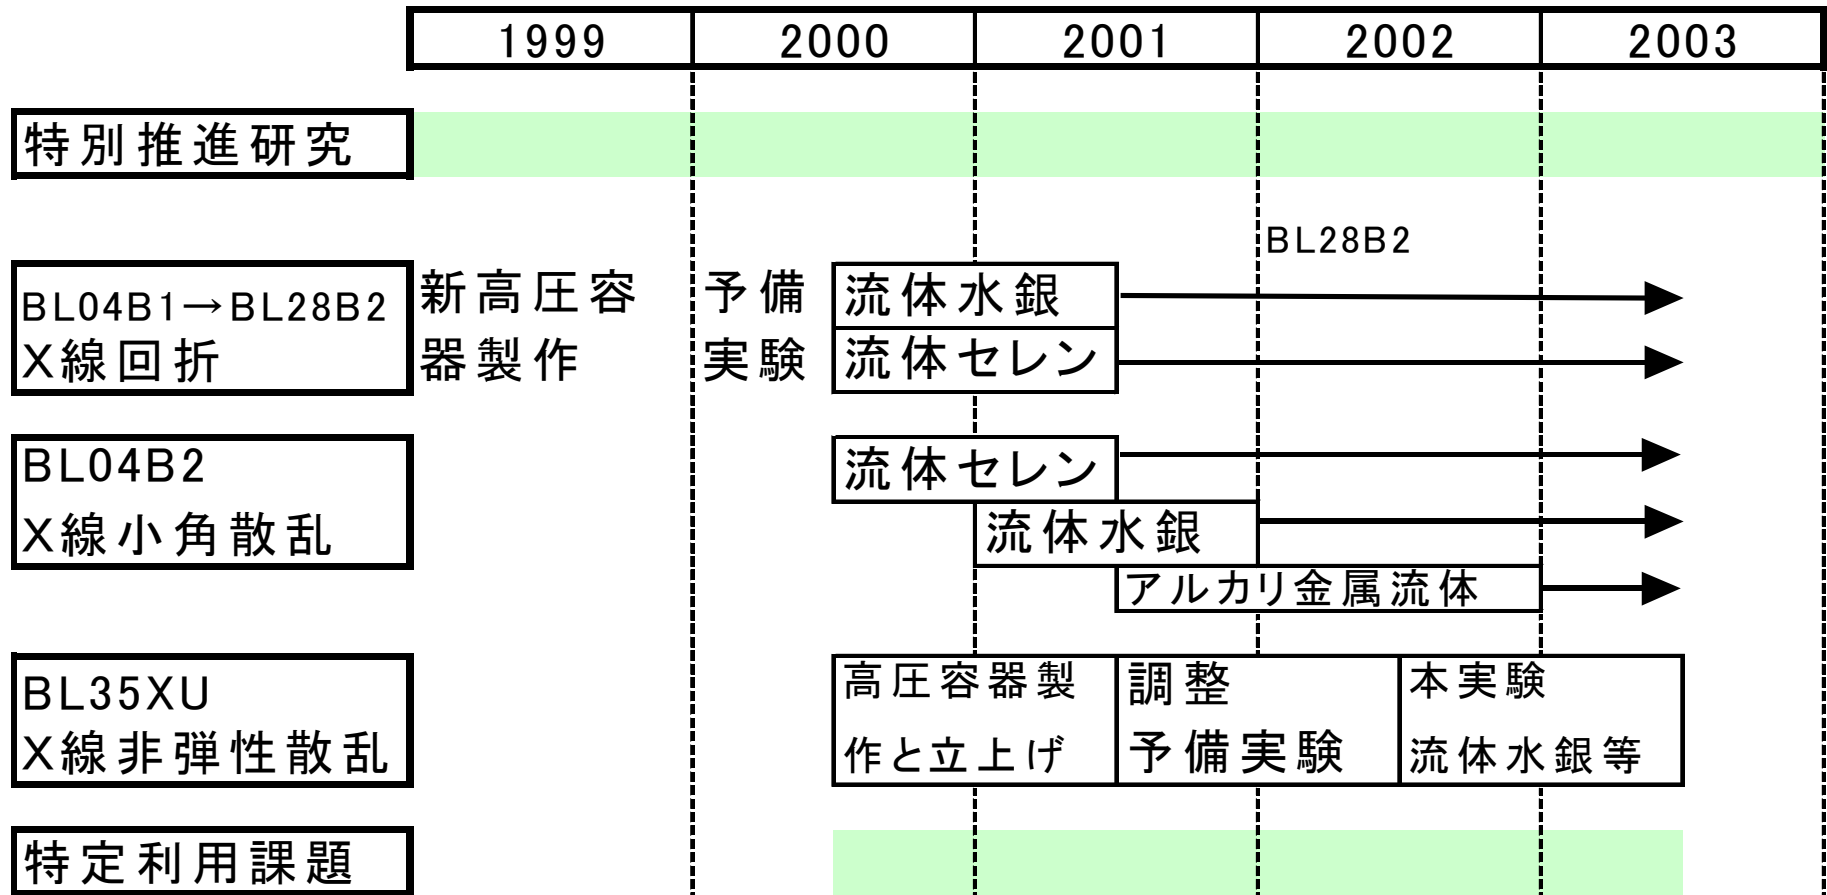 1999 2000 2001 2002 2003
特別推進研究
BL28B2
BL04B1→BL28B2
X線回折
新高圧容
器製作
予備
実験
流体水銀
流体セレン
BL04B2
X線小角散乱
流体セレン
流体水銀
アルカリ金属流体
BL35XU
X線非弾性散乱
高圧容器製
作と立上げ
調整
予備実験
本実験
流体水銀等
特定利用課題